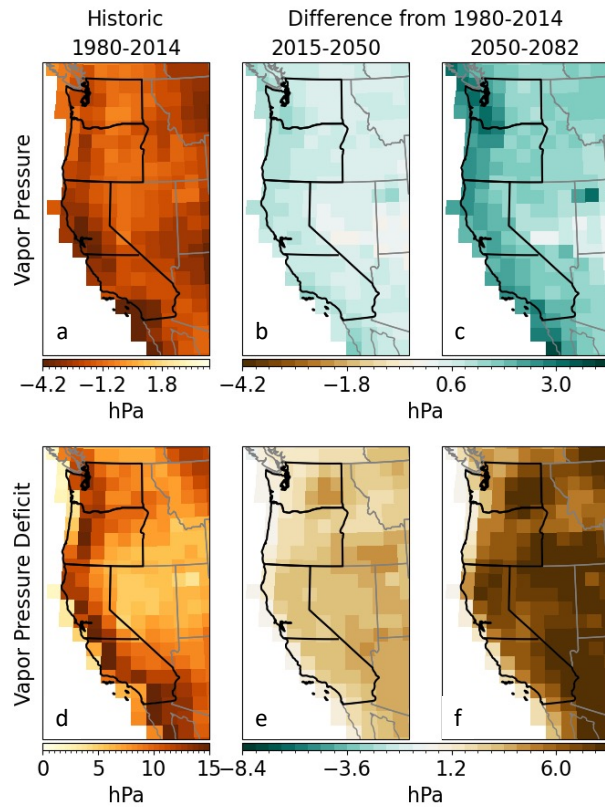 Historic
1980-2014
Difference from 1980-2014
2015-2050
2050-2082
Vapor Pressure
a
b
c
-4.2 -1.2 1.8
hPa
-4.2 -1.8 0.6 3.0
hPa
Vapor Pressure Deficit
d
e
f
0 5 10 15
hPa
-8.4 -3.6 1.2 6.0
hPa